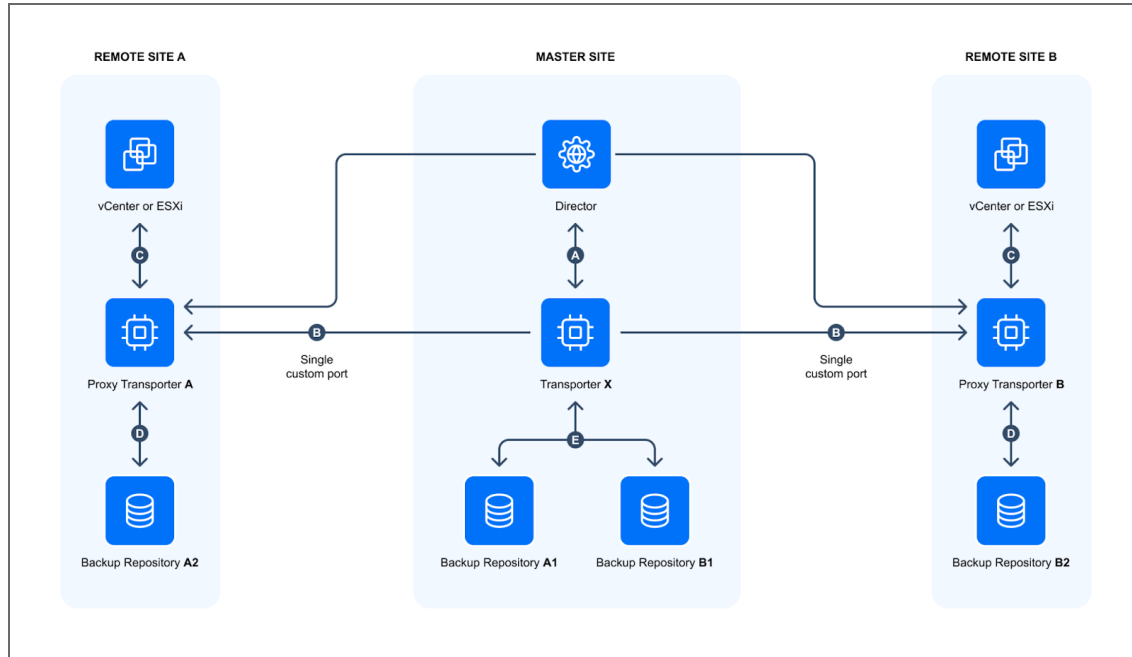 REMOTE SITE A
MASTER SITE
REMOTE SITE B
vCenter or ESXi
Director
vCenter or ESXi
C
A
C
B
B
Single
custom port
Single
custom port
Proxy Transporter A
Transporter X
Proxy Transporter B
D
E
D
Backup Repository A2
Backup Repository A1
Backup Repository B1
Backup Repository B2